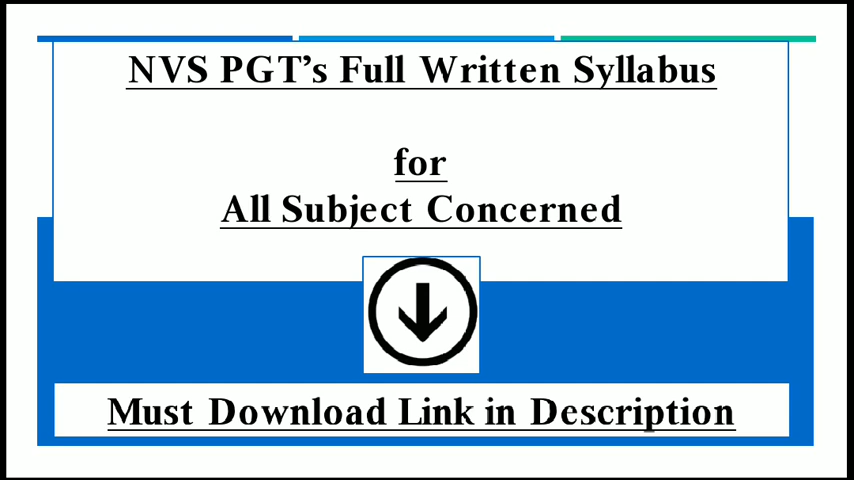 NVS PGT's Full Written Syllabus
for
All Subject Concerned
Must Download Link in Description